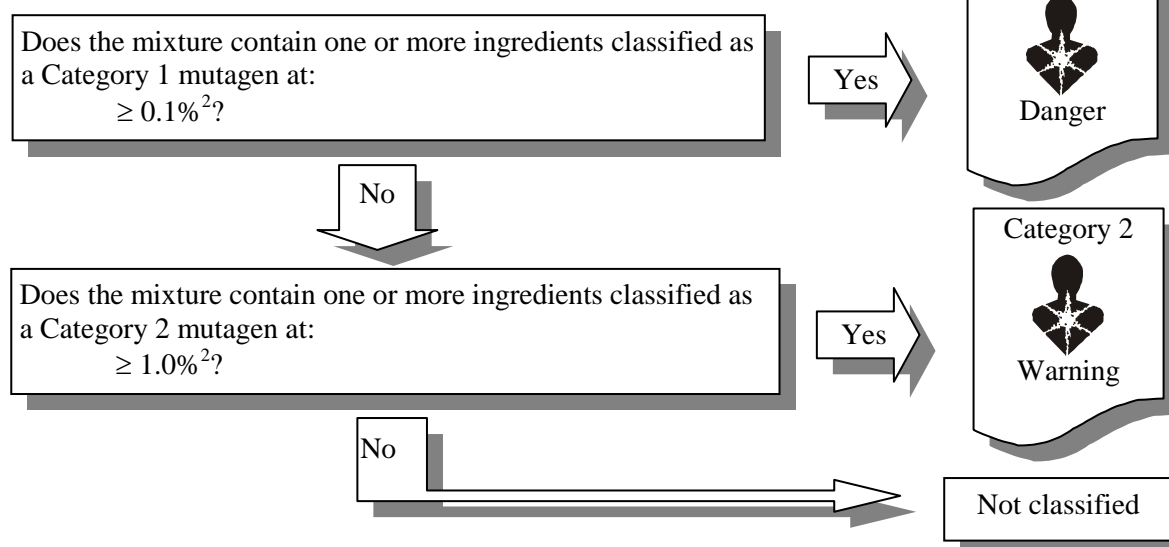 Does the mixture contain one or more ingredients classified as
a Category 1 mutagen at:
≥ 0.1%²?
Yes
Danger
No
Category 2
Does the mixture contain one or more ingredients classified as
a Category 2 mutagen at:
≥ 1.0%²?
Yes
Warning
No
Not classified